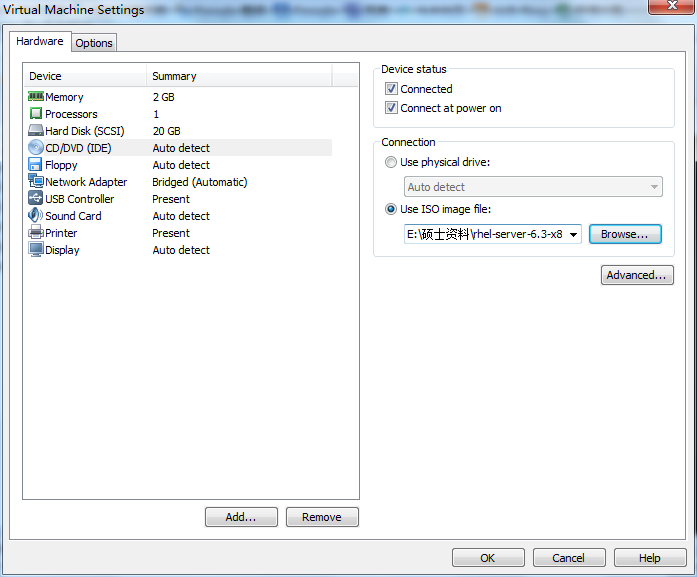 Virtual Machine Settings
Hardware
Options
Device Summary
Memory 2 GB
Processors 1
Hard Disk (SCSI) 20 GB
CD/DVD (IDE) Auto detect
Floppy Auto detect
Network Adapter Bridged (Automatic)
USB Controller Present
Sound Card Auto detect
Printer Present
Display Auto detect
Add...
Remove
Device status
Connected
Connect at power on
Connection
Use physical drive:
Auto detect
Use ISO image file:
E:\硕士资料\rhel-server-6.3-x8
Browse...
Advanced...
OK
Cancel
Help